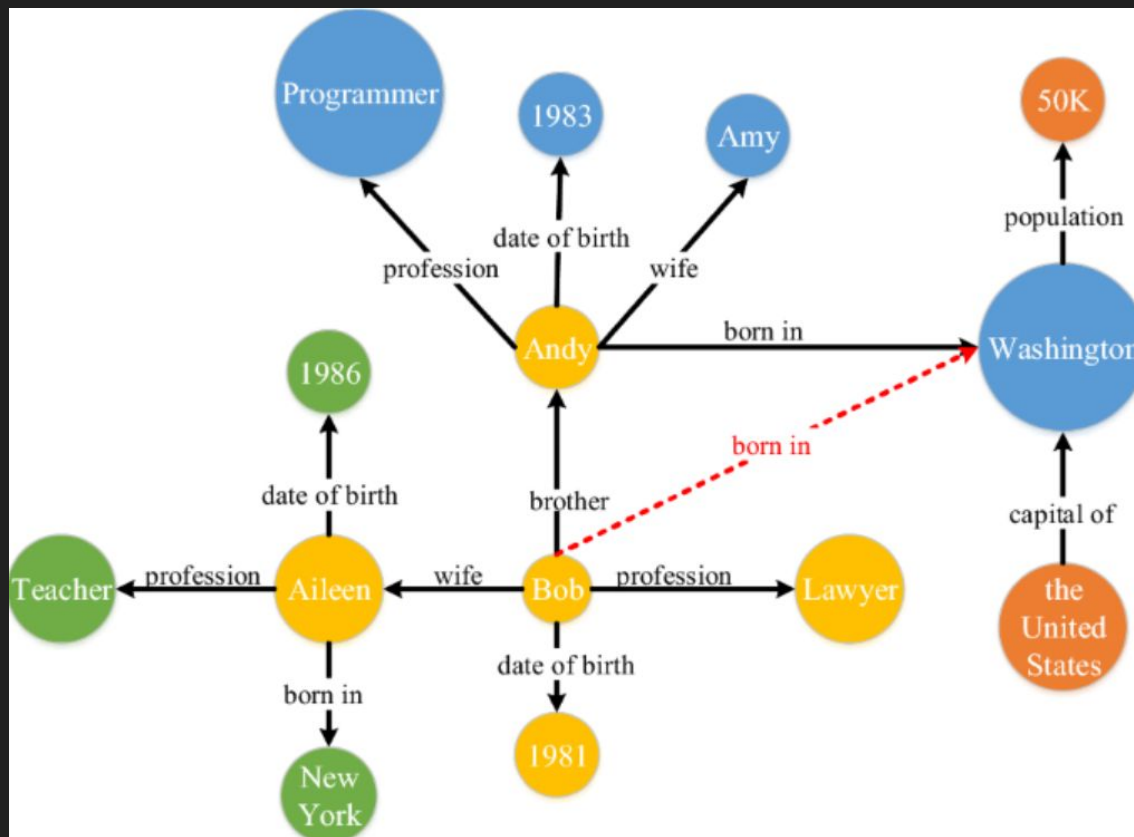 Programmer
1983
Amy
50K
population
date of birth
profession
wife
born in
Andy
Washington
1986
born in
date of birth
brother
capital of
Teacher
profession
Aileen
wife
Bob
profession
Lawyer
the
United
States
date of birth
born in
1981
New
York